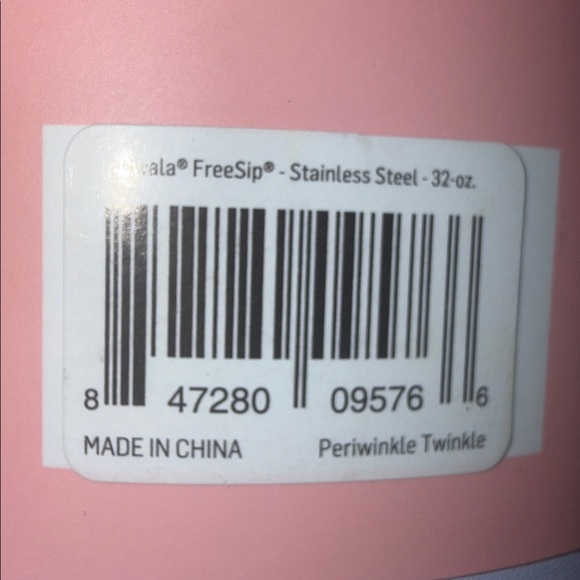 FreeSip® - Stainless Steel - 32-oz.
8 47280 09576 6
MADE IN CHINA Periwinkle Twinkle